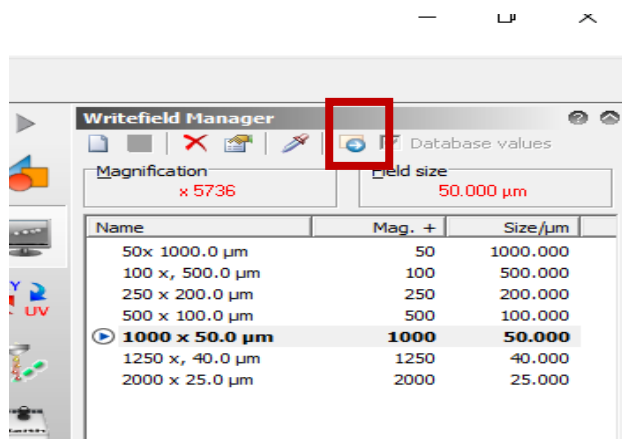 Writefield Manager
Database values
Magnification
x 5736
Field size
50.000 µm
Name Mag. + Size/µm
50x 1000.0 µm 50 1000.000
100 x, 500.0 µm 100 500.000
250 x 200.0 µm 250 200.000
500 x 100.0 µm 500 100.000
1000 x 50.0 µm 1000 50.000
1250 x, 40.0 µm 1250 40.000
2000 x 25.0 µm 2000 25.000
Y
UV